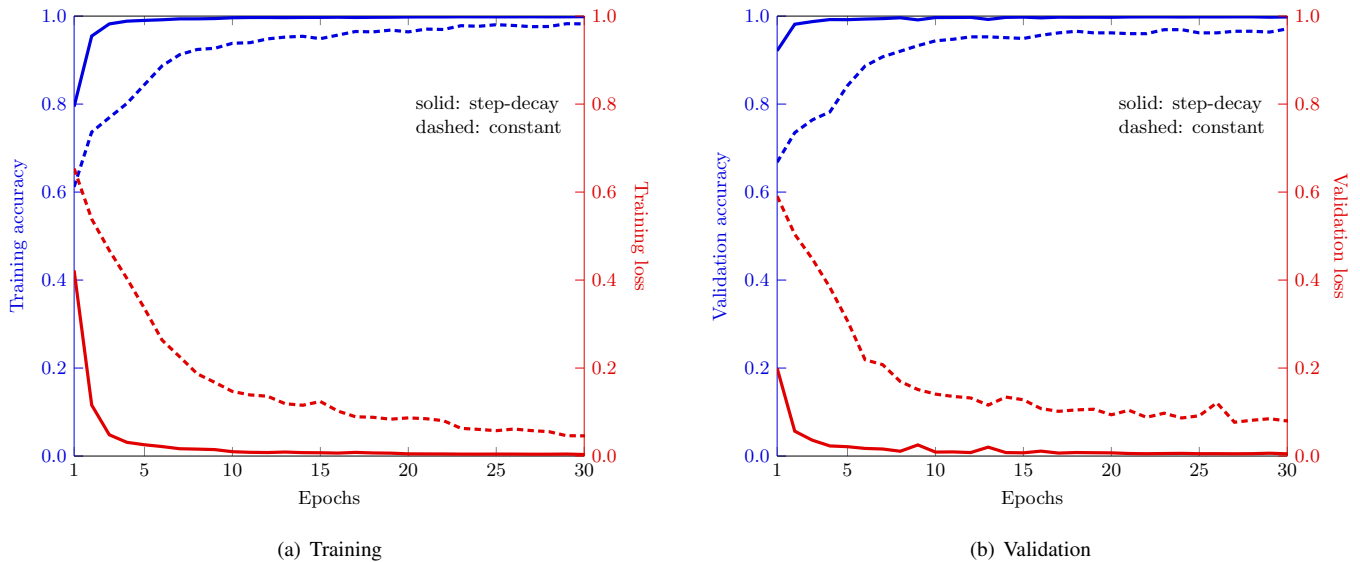 1.0
0.8
0.6
0.4
0.2
0.0
Training accuracy
1.0
0.8
0.6
0.4
0.2
0.0
Training loss
solid: step-decay
dashed: constant
1 5 10 15 20 25 30
Epochs
(a) Training
1.0
0.8
0.6
0.4
0.2
0.0
Validation accuracy
1.0
0.8
0.6
0.4
0.2
0.0
Validation loss
solid: step-decay
dashed: constant
1 5 10 15 20 25 30
Epochs
(b) Validation